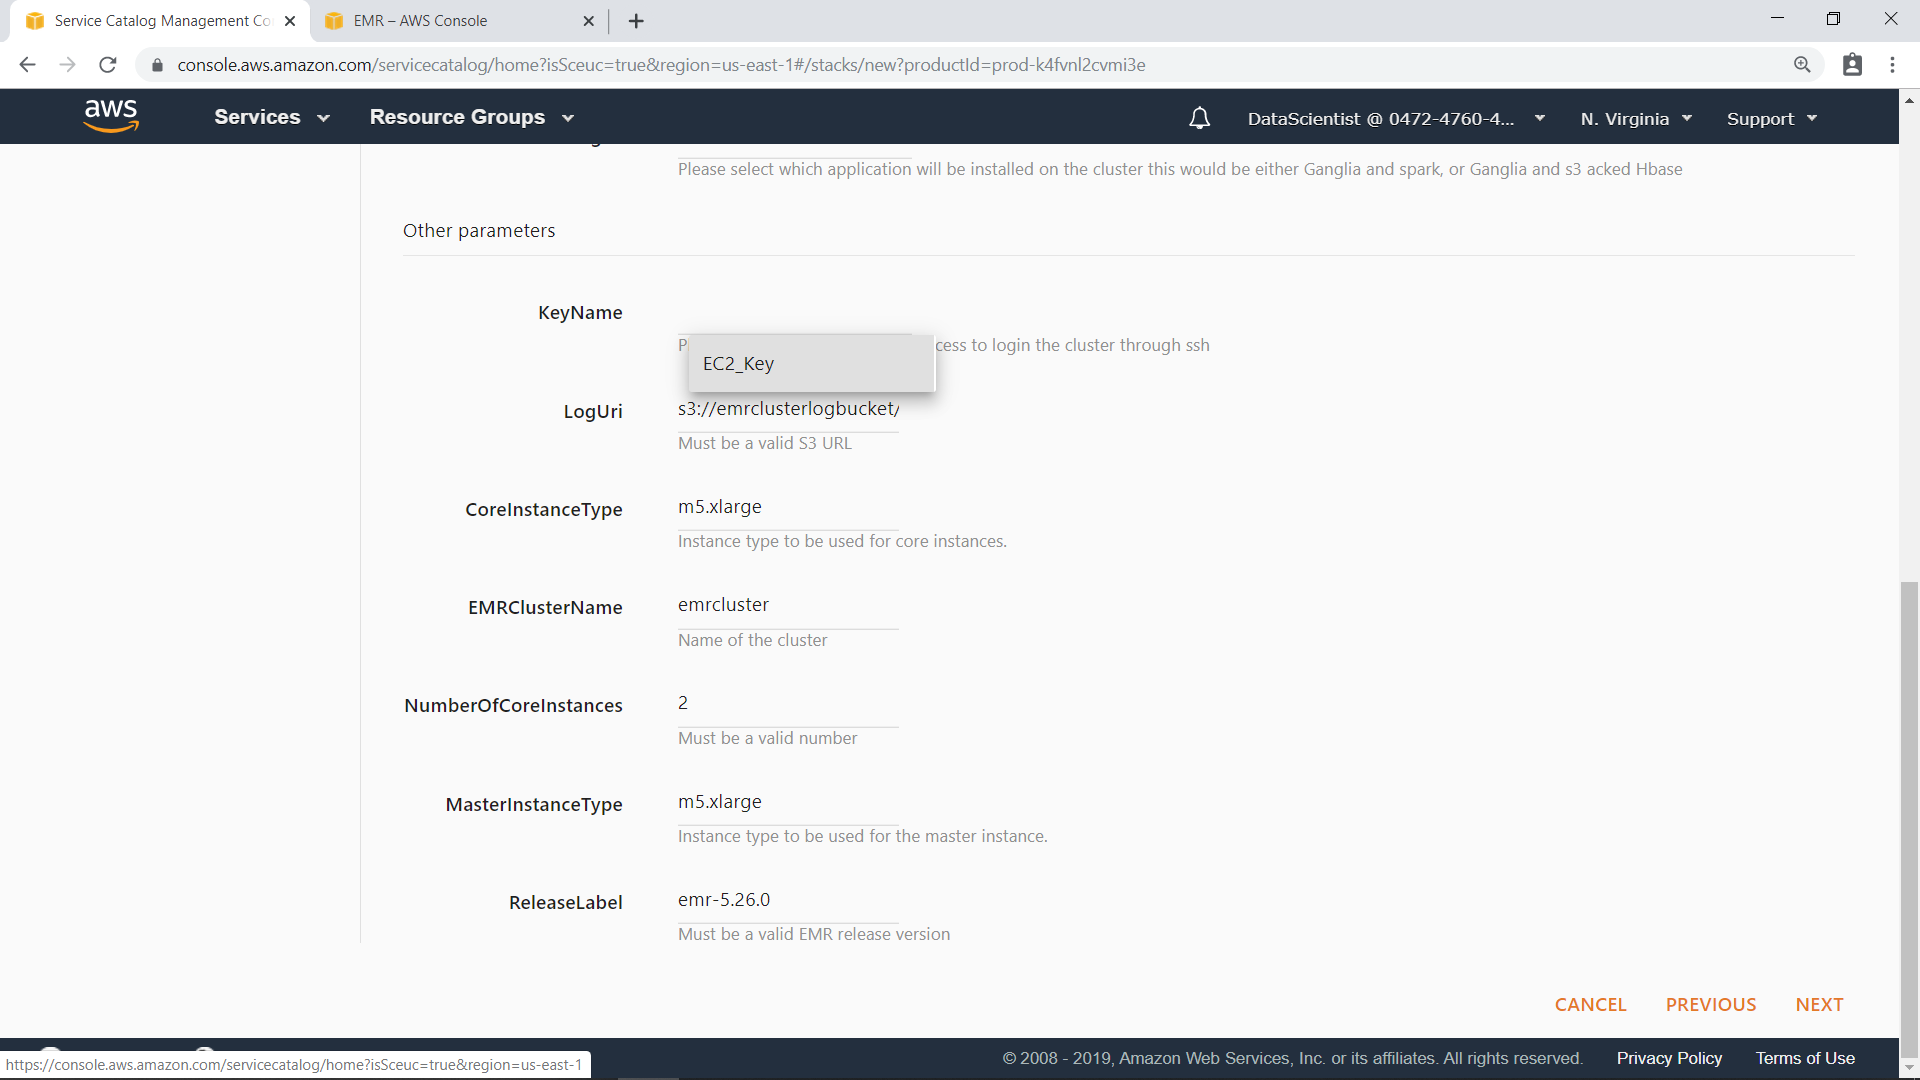 Service Catalog Management Co
EMR – AWS Console
console.aws.amazon.com/servicecatalog/home?isSceuc=true&region=us-east-1#/stacks/new?productId=prod-k4fvnl2cvmi3e
aws
Services
Resource Groups
DataScientist @ 0472-4760-4...
N. Virginia
Support
Please select which application will be installed on the cluster this would be either Ganglia and spark, or Ganglia and s3 acked Hbase
Other parameters
KeyName
cess to login the cluster through ssh
EC2_Key
LogUri
s3://emrclusterlogbucket/
Must be a valid S3 URL
CoreInstanceType
m5.xlarge
Instance type to be used for core instances.
EMRClusterName
emrcluster
Name of the cluster
NumberOfCoreInstances
2
Must be a valid number
MasterInstanceType
m5.xlarge
Instance type to be used for the master instance.
ReleaseLabel
emr-5.26.0
Must be a valid EMR release version
CANCEL
PREVIOUS
NEXT
https://console.aws.amazon.com/servicecatalog/home?isSceuc=true&region=us-east-1
© 2008 - 2019, Amazon Web Services, Inc. or its affiliates. All rights reserved.
Privacy Policy
Terms of Use